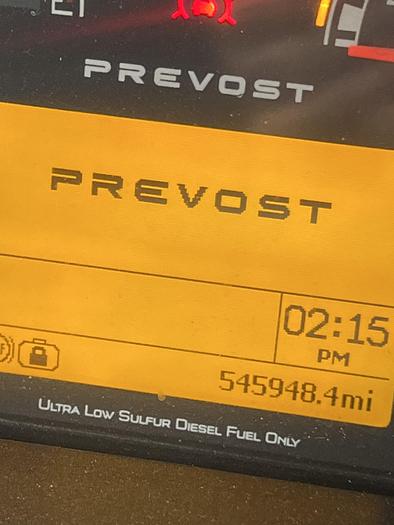 PREVOST
PREVOST
02:15
PM
545948.4mi
ULTRA LOW SULFUR DIESEL FUEL ONLY